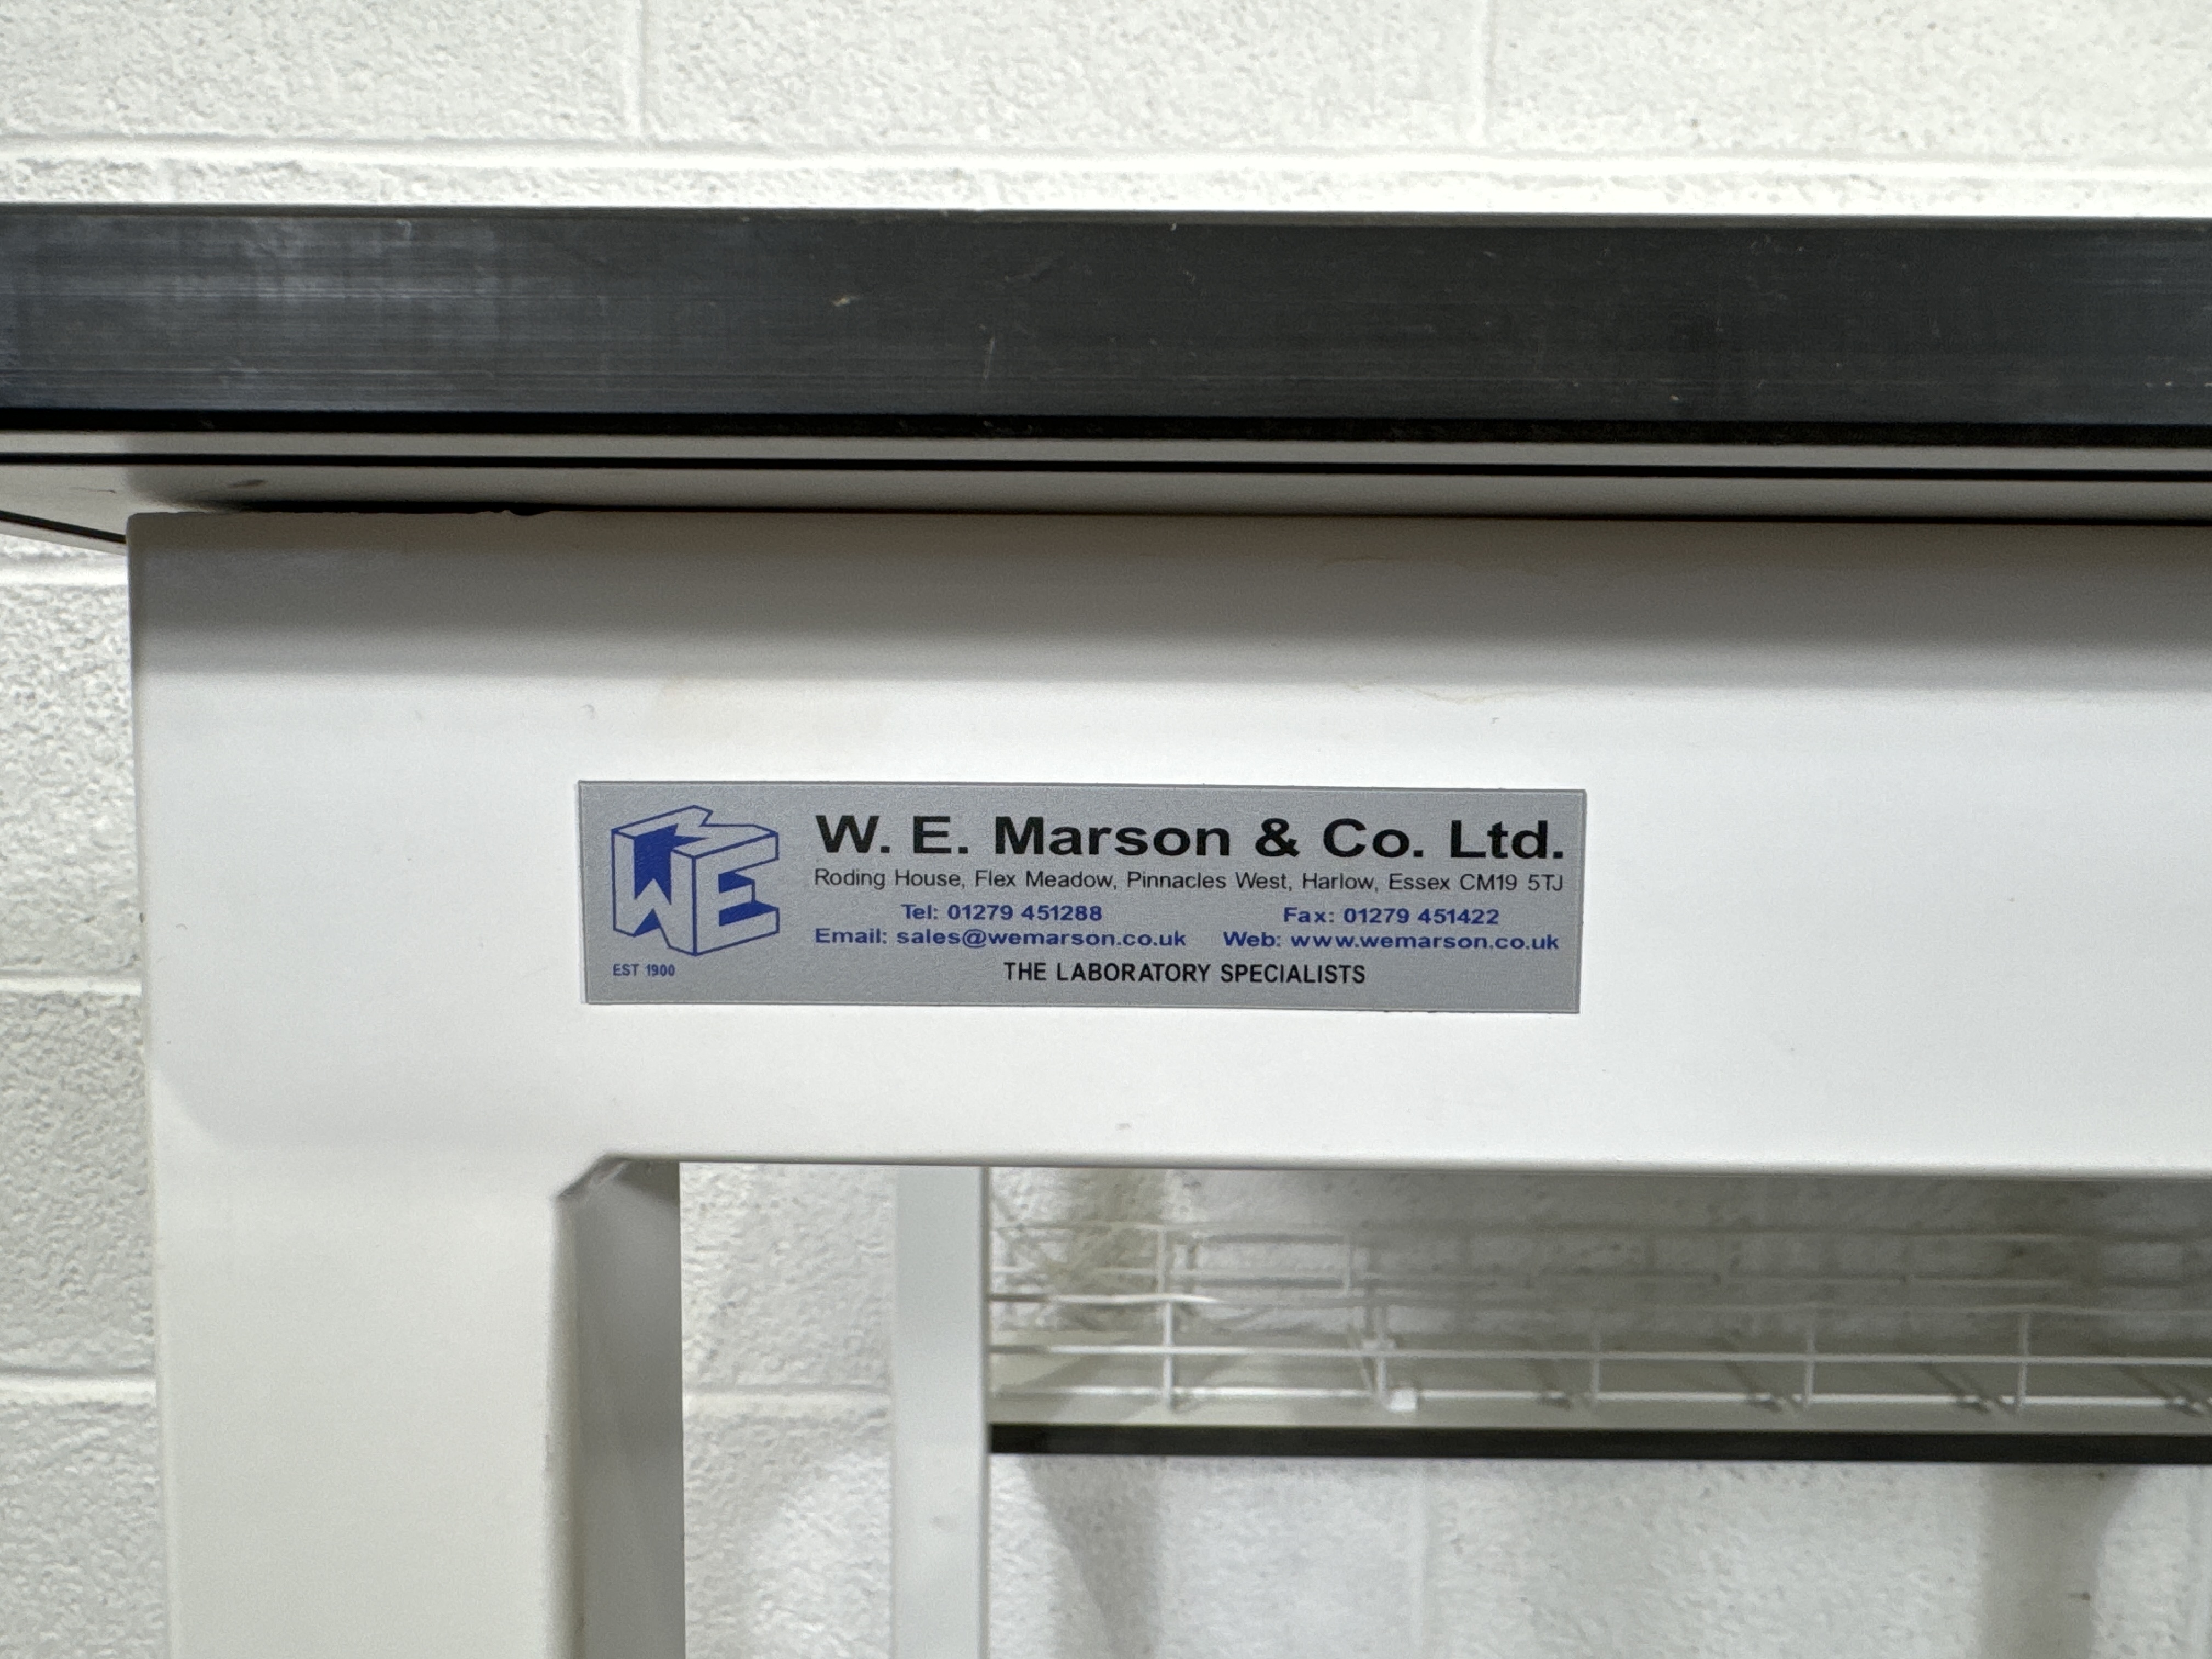 WE
W. E. Marson & Co. Ltd.
Roding House, Flex Meadow, Pinnacles West, Harlow, Essex CM19 5TJ
Tel: 01279 451288 Fax: 01279 451422
Email: sales@wemarson.co.uk Web: www.wemarson.co.uk
EST 1900 THE LABORATORY SPECIALISTS